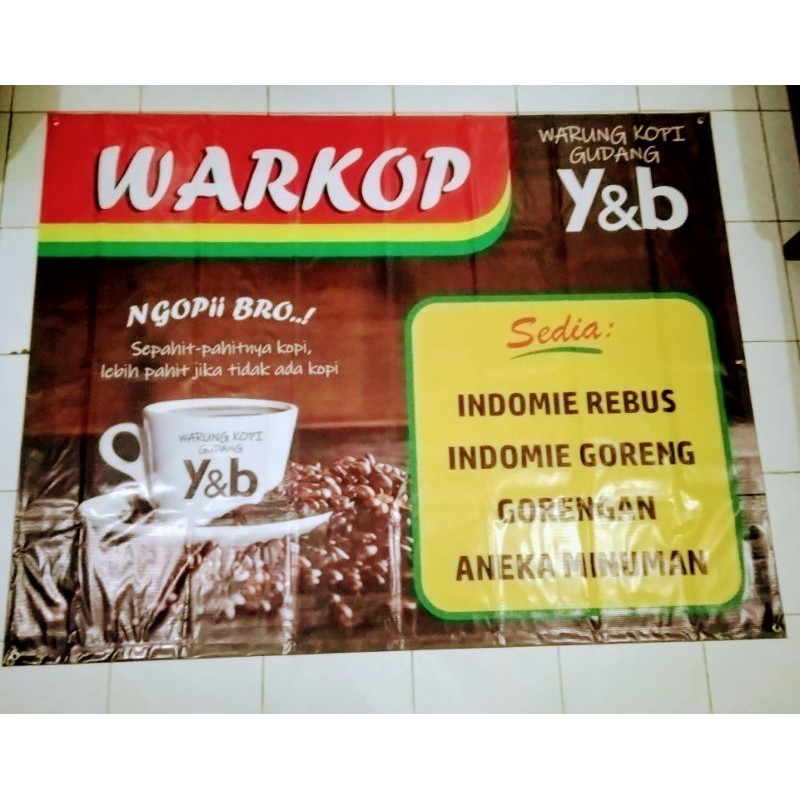 WARKOP
WARUNG KOPI
GUDANG
Y&b
NGOPii BRO..!
Sepahit-pahitnya kopi,
lebih pahit jika tidak ada kopi
WARUNG KOPI
GUDANG
Y&b
Sedia:
INDOMIE REBUS
INDOMIE GORENG
GORENGAN
ANEKA MINUMAN